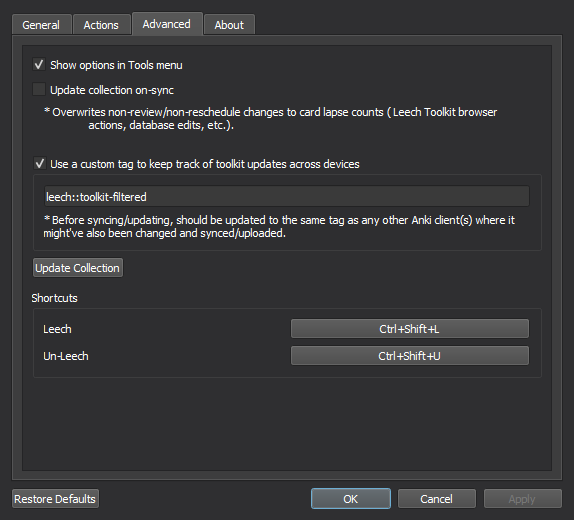 General Actions Advanced About
Show options in Tools menu
Update collection on-sync
* Overwrites non-review/non-reschedule changes to card lapse counts ( Leech Toolkit browser
actions, database edits, etc.).
Use a custom tag to keep track of toolkit updates across devices
leech::toolkit-filtered
* Before syncing/updating, should be updated to the same tag as any other Anki client(s) where it
might've also been changed and synced/uploaded.
Update Collection
Shortcuts
Leech Ctrl+Shift+L
Un-Leech Ctrl+Shift+U
Restore Defaults OK Cancel Apply